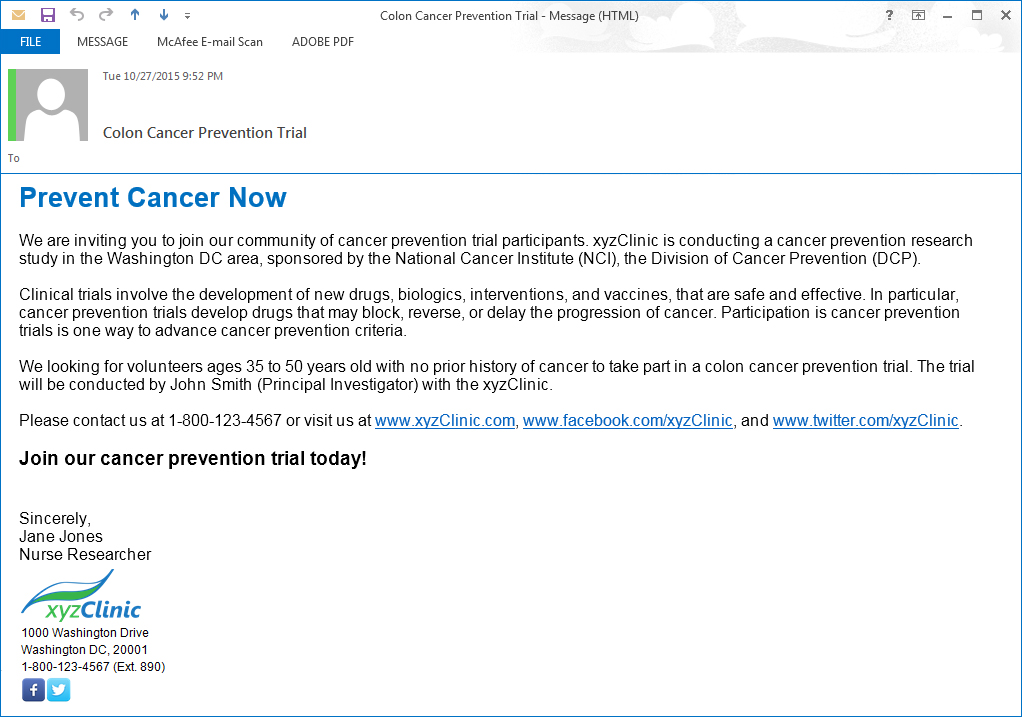 Colon Cancer Prevention Trial - Message (HTML)
?
FILE MESSAGE McAfee E-mail Scan ADOBE PDF
Tue 10/27/2015 9:52 PM
Colon Cancer Prevention Trial
To
Prevent Cancer Now
We are inviting you to join our community of cancer prevention trial participants. xyzClinic is conducting a cancer prevention research
study in the Washington DC area, sponsored by the National Cancer Institute (NCI), the Division of Cancer Prevention (DCP).
Clinical trials involve the development of new drugs, biologics, interventions, and vaccines, that are safe and effective. In particular,
cancer prevention trials develop drugs that may block, reverse, or delay the progression of cancer. Participation is cancer prevention
trials is one way to advance cancer prevention criteria.
We looking for volunteers ages 35 to 50 years old with no prior history of cancer to take part in a colon cancer prevention trial. The trial
will be conducted by John Smith (Principal Investigator) with the xyzClinic.
Please contact us at 1-800-123-4567 or visit us at www.xyzClinic.com, www.facebook.com/xyzClinic, and www.twitter.com/xyzClinic.
Join our cancer prevention trial today!
Sincerely,
Jane Jones
Nurse Researcher
xyzClinic
1000 Washington Drive
Washington DC, 20001
1-800-123-4567 (Ext. 890)
f